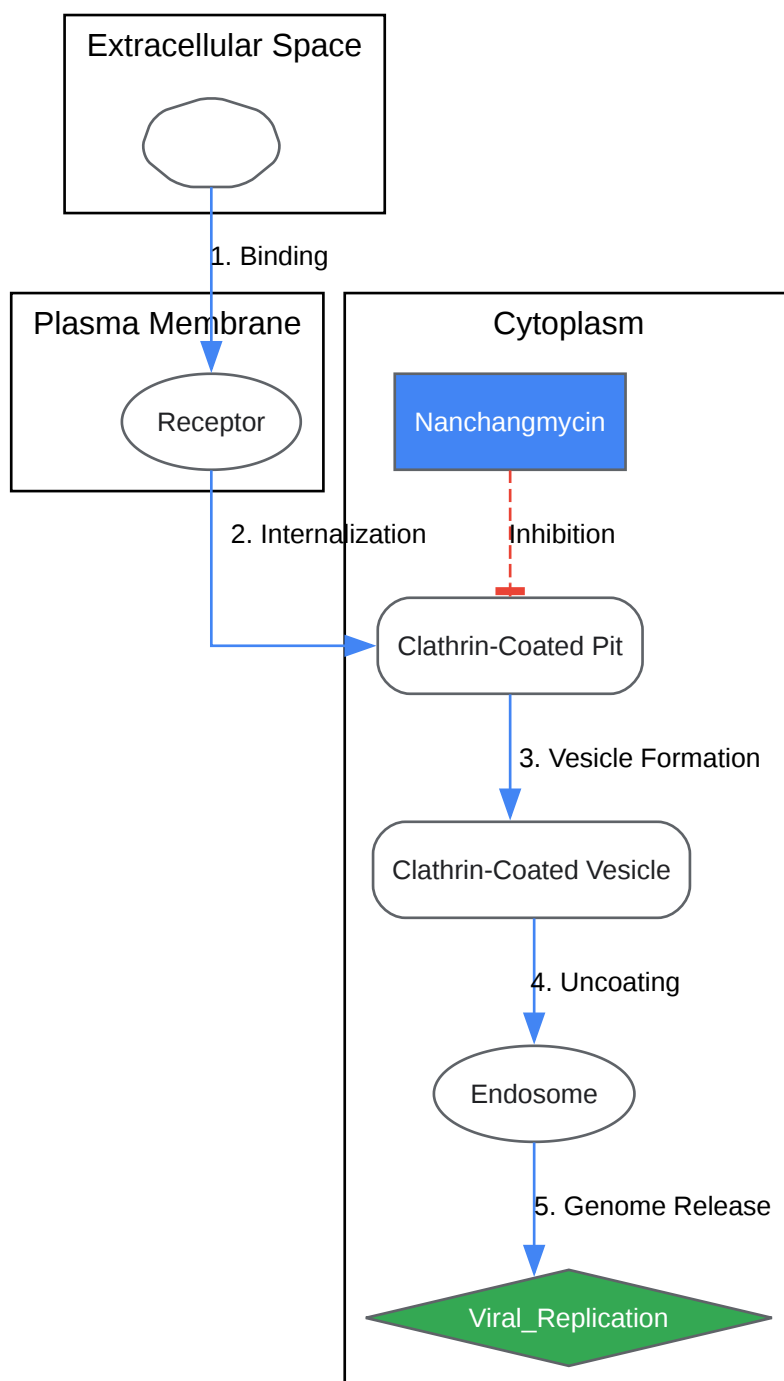 Extracellular Space
1. Binding
Plasma Membrane
Receptor
2. Internalization
Cytoplasm
Nanchangmycin
Inhibition
Clathrin-Coated Pit
3. Vesicle Formation
Clathrin-Coated Vesicle
4. Uncoating
Endosome
5. Genome Release
Viral_Replication